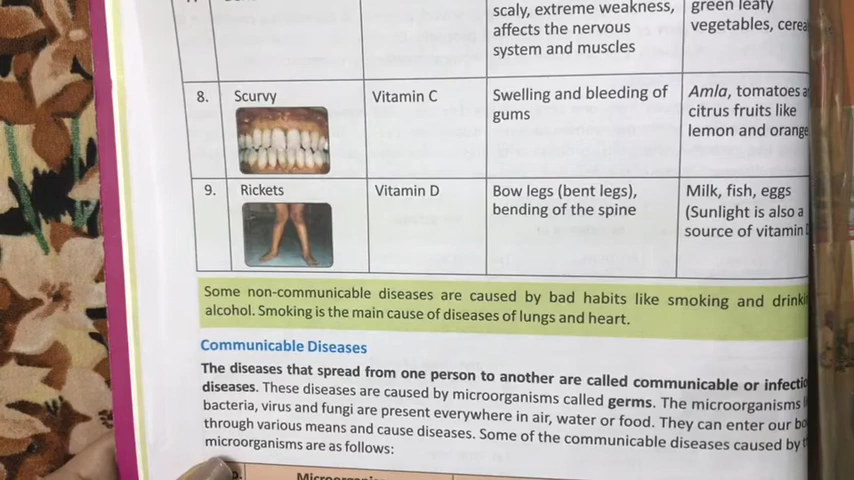 scaly, extreme weakness, green leafy
affects the nervous vegetables,
system and muscles
8. Scurvy Vitamin C Swelling and bleeding of Amla, tomatoes
gums citrus fruits like
lemon and orange
9. Rickets Vitamin D Bow legs (bent legs), Milk, fish, eggs
bending of the spine (Sunlight is also a
source of vitamin
Some non-communicable diseases are caused by bad habits like smoking and
alcohol. Smoking is the main cause of diseases of lungs and heart.
Communicable Diseases
The diseases that spread from one person to another are called communicable or
diseases. These diseases are caused by microorganisms called germs. The microorganisms
bacteria, virus and fungi are present everywhere in air, water or food. They can enter our
through various means and cause diseases. Some of the communicable diseases caused by
microorganisms are as follows: